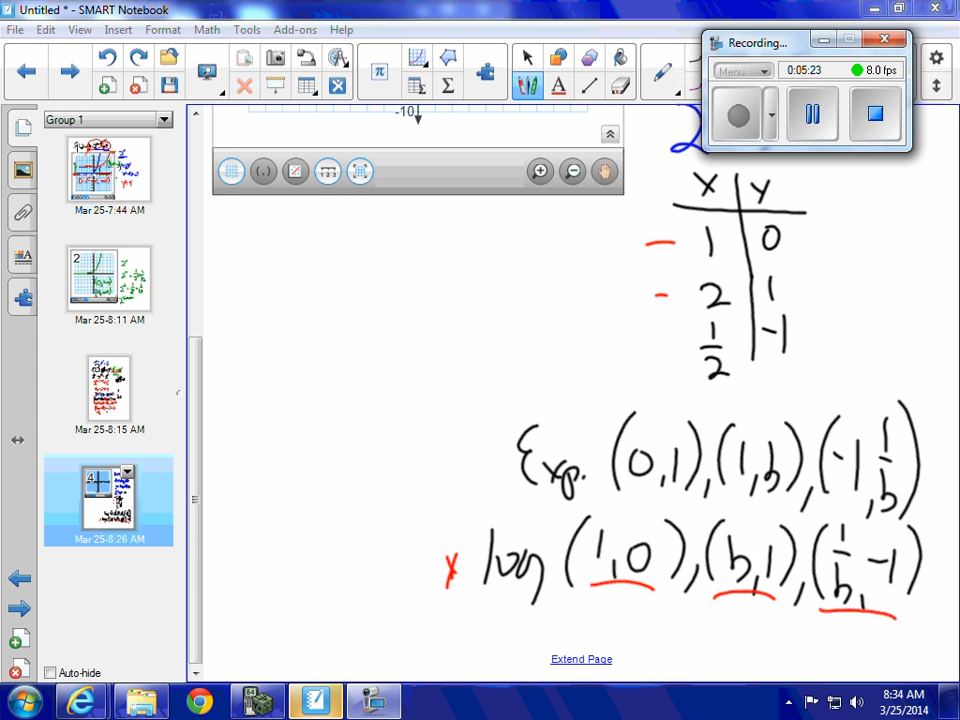 Untitled * - SMART Notebook
File Edit View Insert Format Math Tools Add-ons Help
Recording...
Menu 0:05:23 8.0 fps
π A Σ
Group 1
Mar 25-7:44 AM
2
Mar 25-8:11 AM
Mar 25-8:15 AM
4
Mar 25-8:26 AM
Auto-hide
-10
2
x y
1 0
2 1
1/2 -1
Exp. (0,1),(1,b),(-1,1/b)
x log (1,0),(b,1),(1/b,-1)
Extend Page
8:34 AM
3/25/2014